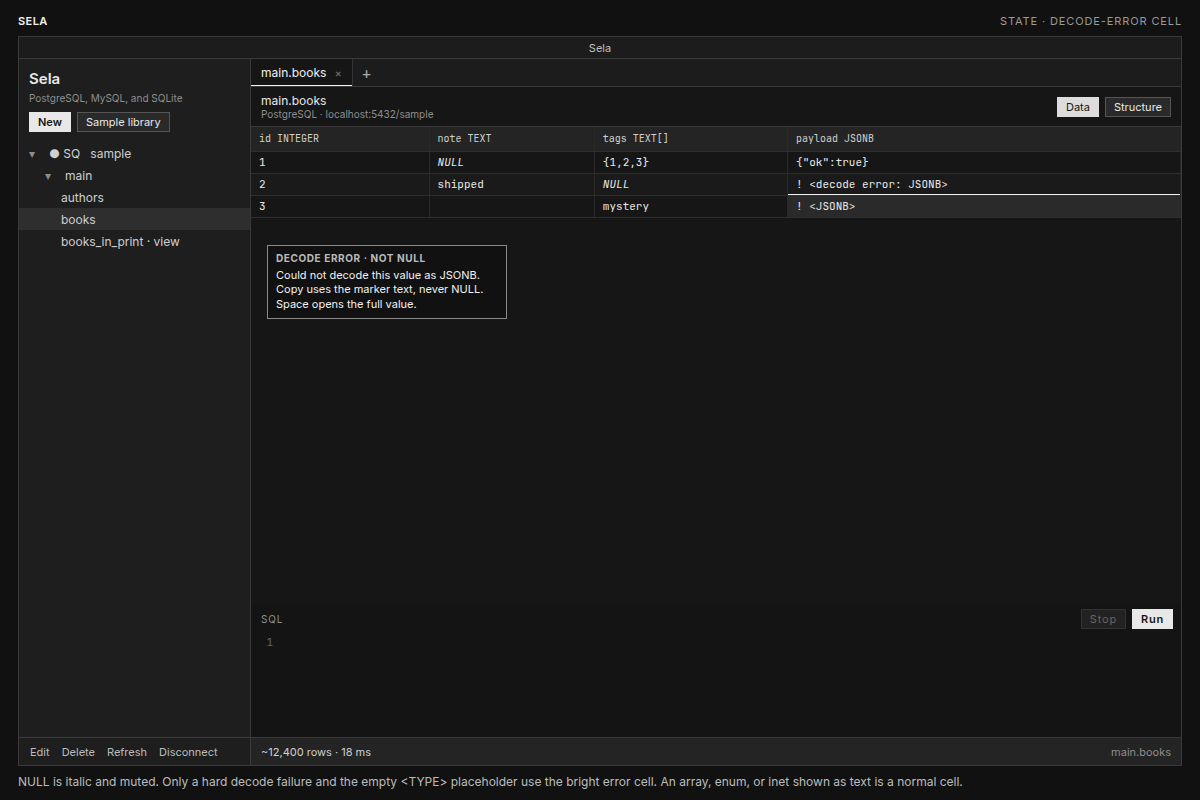 SELA
STATE · DECODE-ERROR CELL
Sela
Sela
PostgreSQL, MySQL, and SQLite
New
Sample library
▾ ● SQ sample
▾ main
authors
books
books_in_print · view
main.books × +
main.books
PostgreSQL · localhost:5432/sample
Data
Structure
id INTEGER
note TEXT
tags TEXT[]
payload JSONB
1 NULL {1,2,3} {"ok":true}
2 shipped NULL ! <decode error: JSONB>
3 mystery ! <JSONB>
DECODE ERROR · NOT NULL
Could not decode this value as JSONB.
Copy uses the marker text, never NULL.
Space opens the full value.
SQL
Stop
Run
1
Edit Delete Refresh Disconnect
~12,400 rows · 18 ms
main.books
NULL is italic and muted. Only a hard decode failure and the empty <TYPE> placeholder use the bright error cell. An array, enum, or inet shown as text is a normal cell.